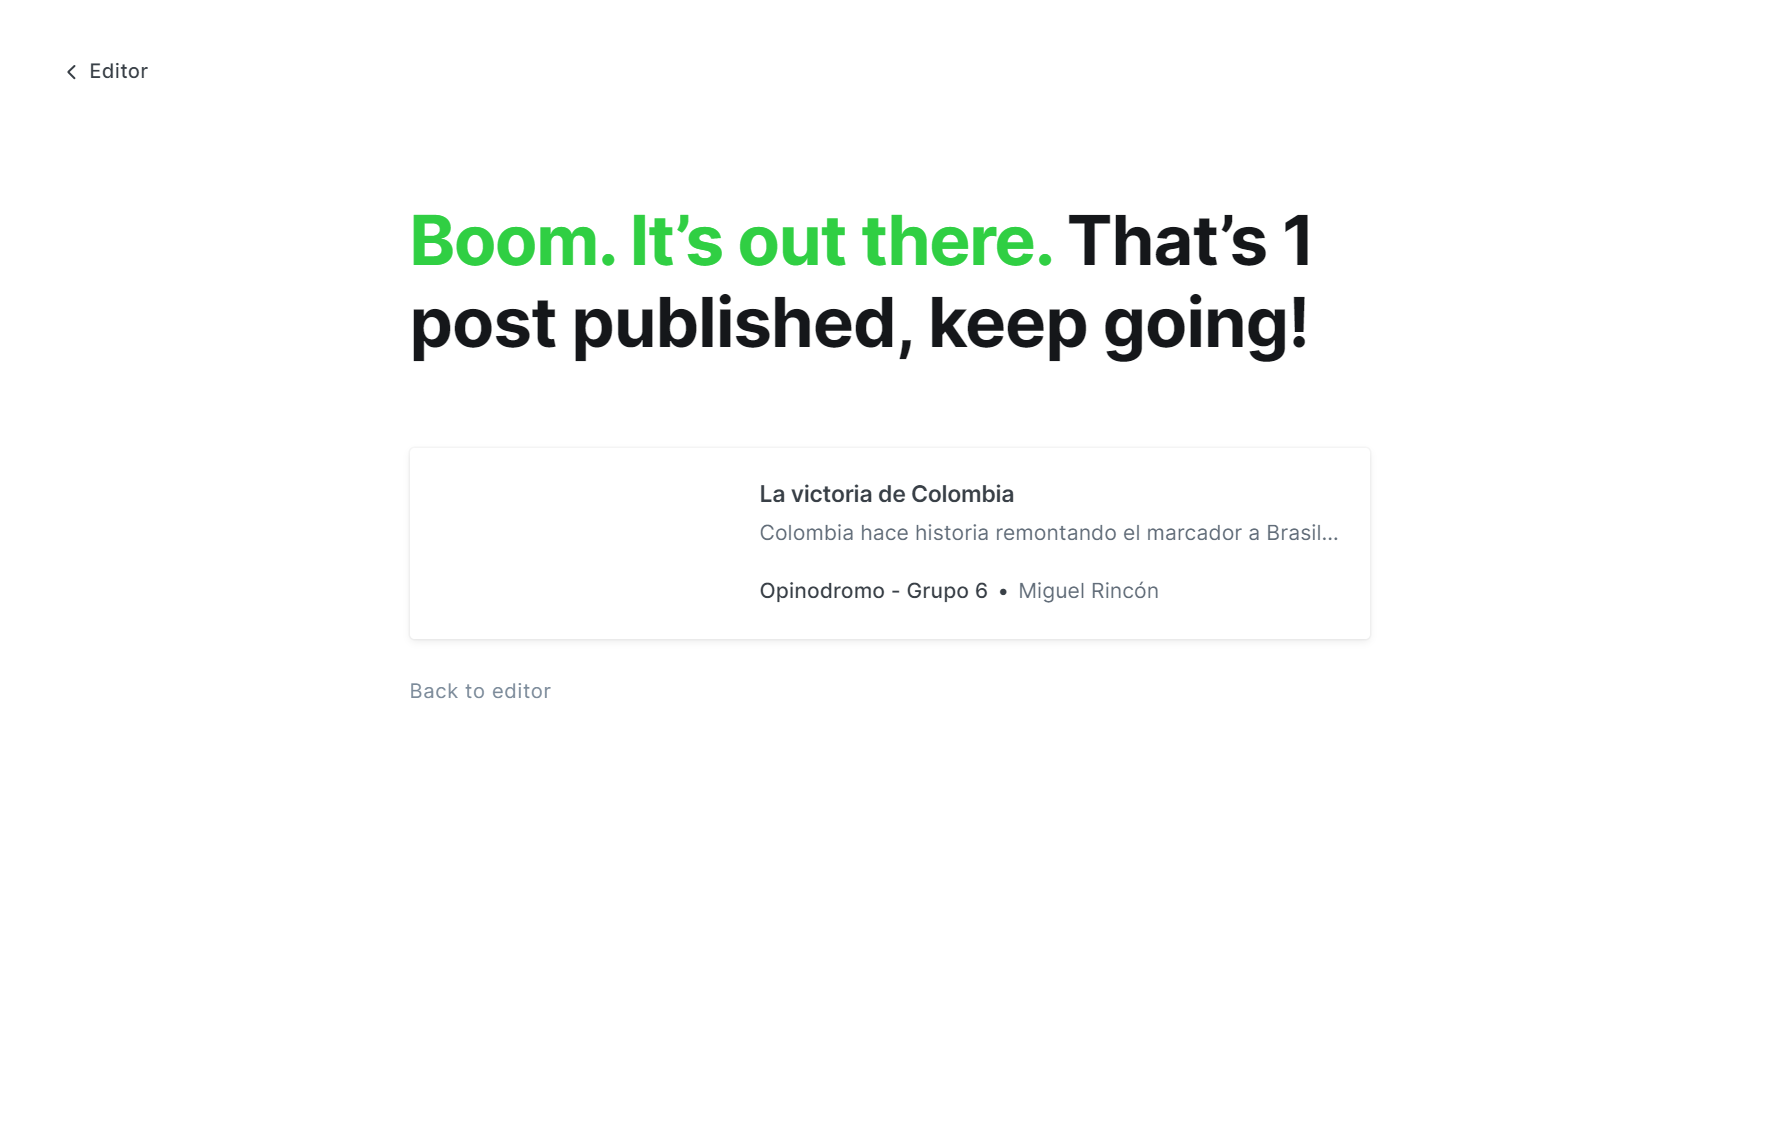 Editor
Boom. It’s out there. That’s 1
post published, keep going!
La victoria de Colombia
Colombia hace historia remontando el marcador a Brasil...
Opinodromo - Grupo 6 • Miguel Rincón
Back to editor